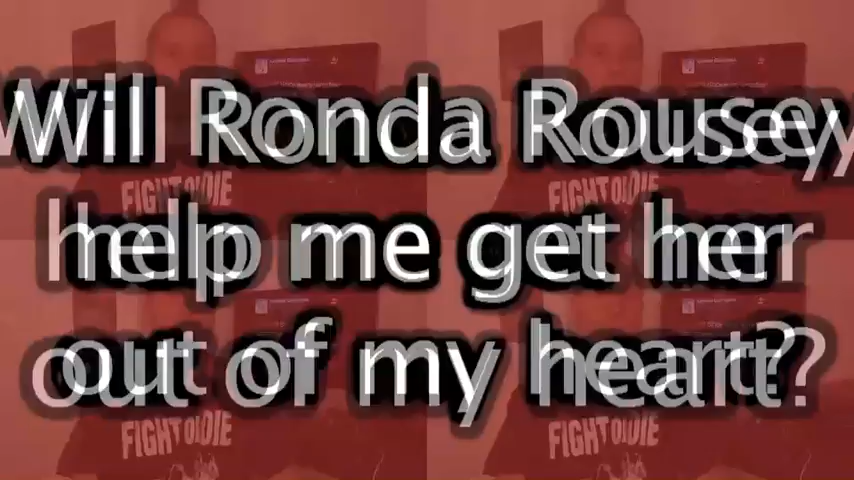 Will Ronda Rousey
help me get her
out of my heart?
FIGHT OR DIE
FIGHT OR DIE
FIGHT OR DIE
FIGHT OR DIE